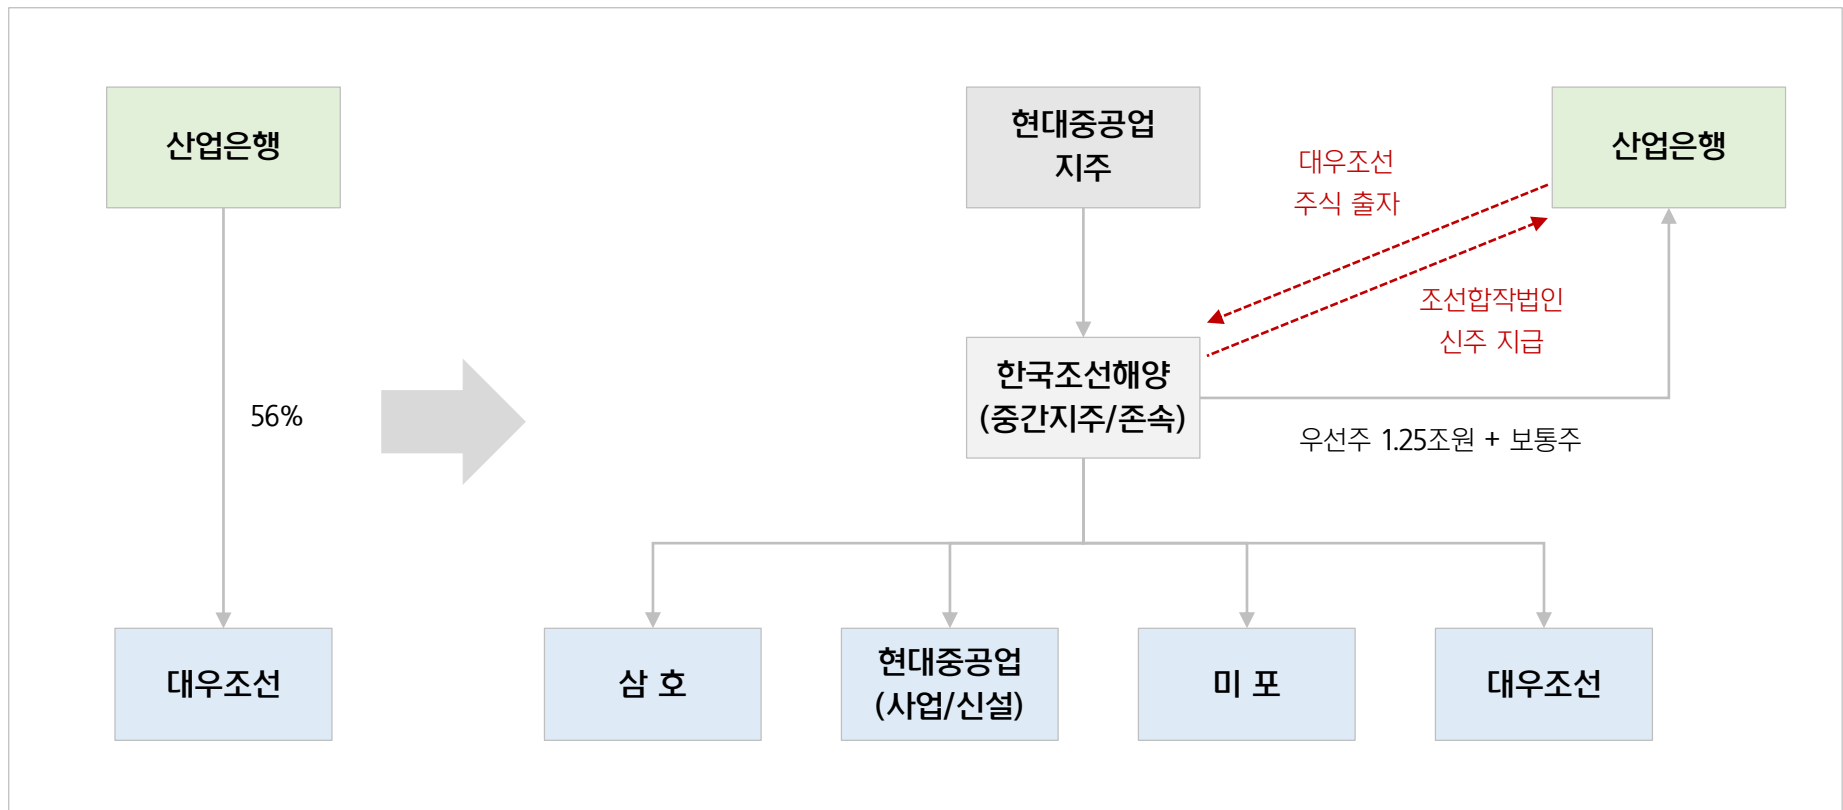 산업은행
56%
대우조선
현대중공업
지주
대우조선
주식 출자
산업은행
조선합작법인
신주 지급
한국조선해양
(중간지주/존속)
우선주 1.25조원 + 보통주
삼 호
현대중공업
(사업/신설)
미 포
대우조선